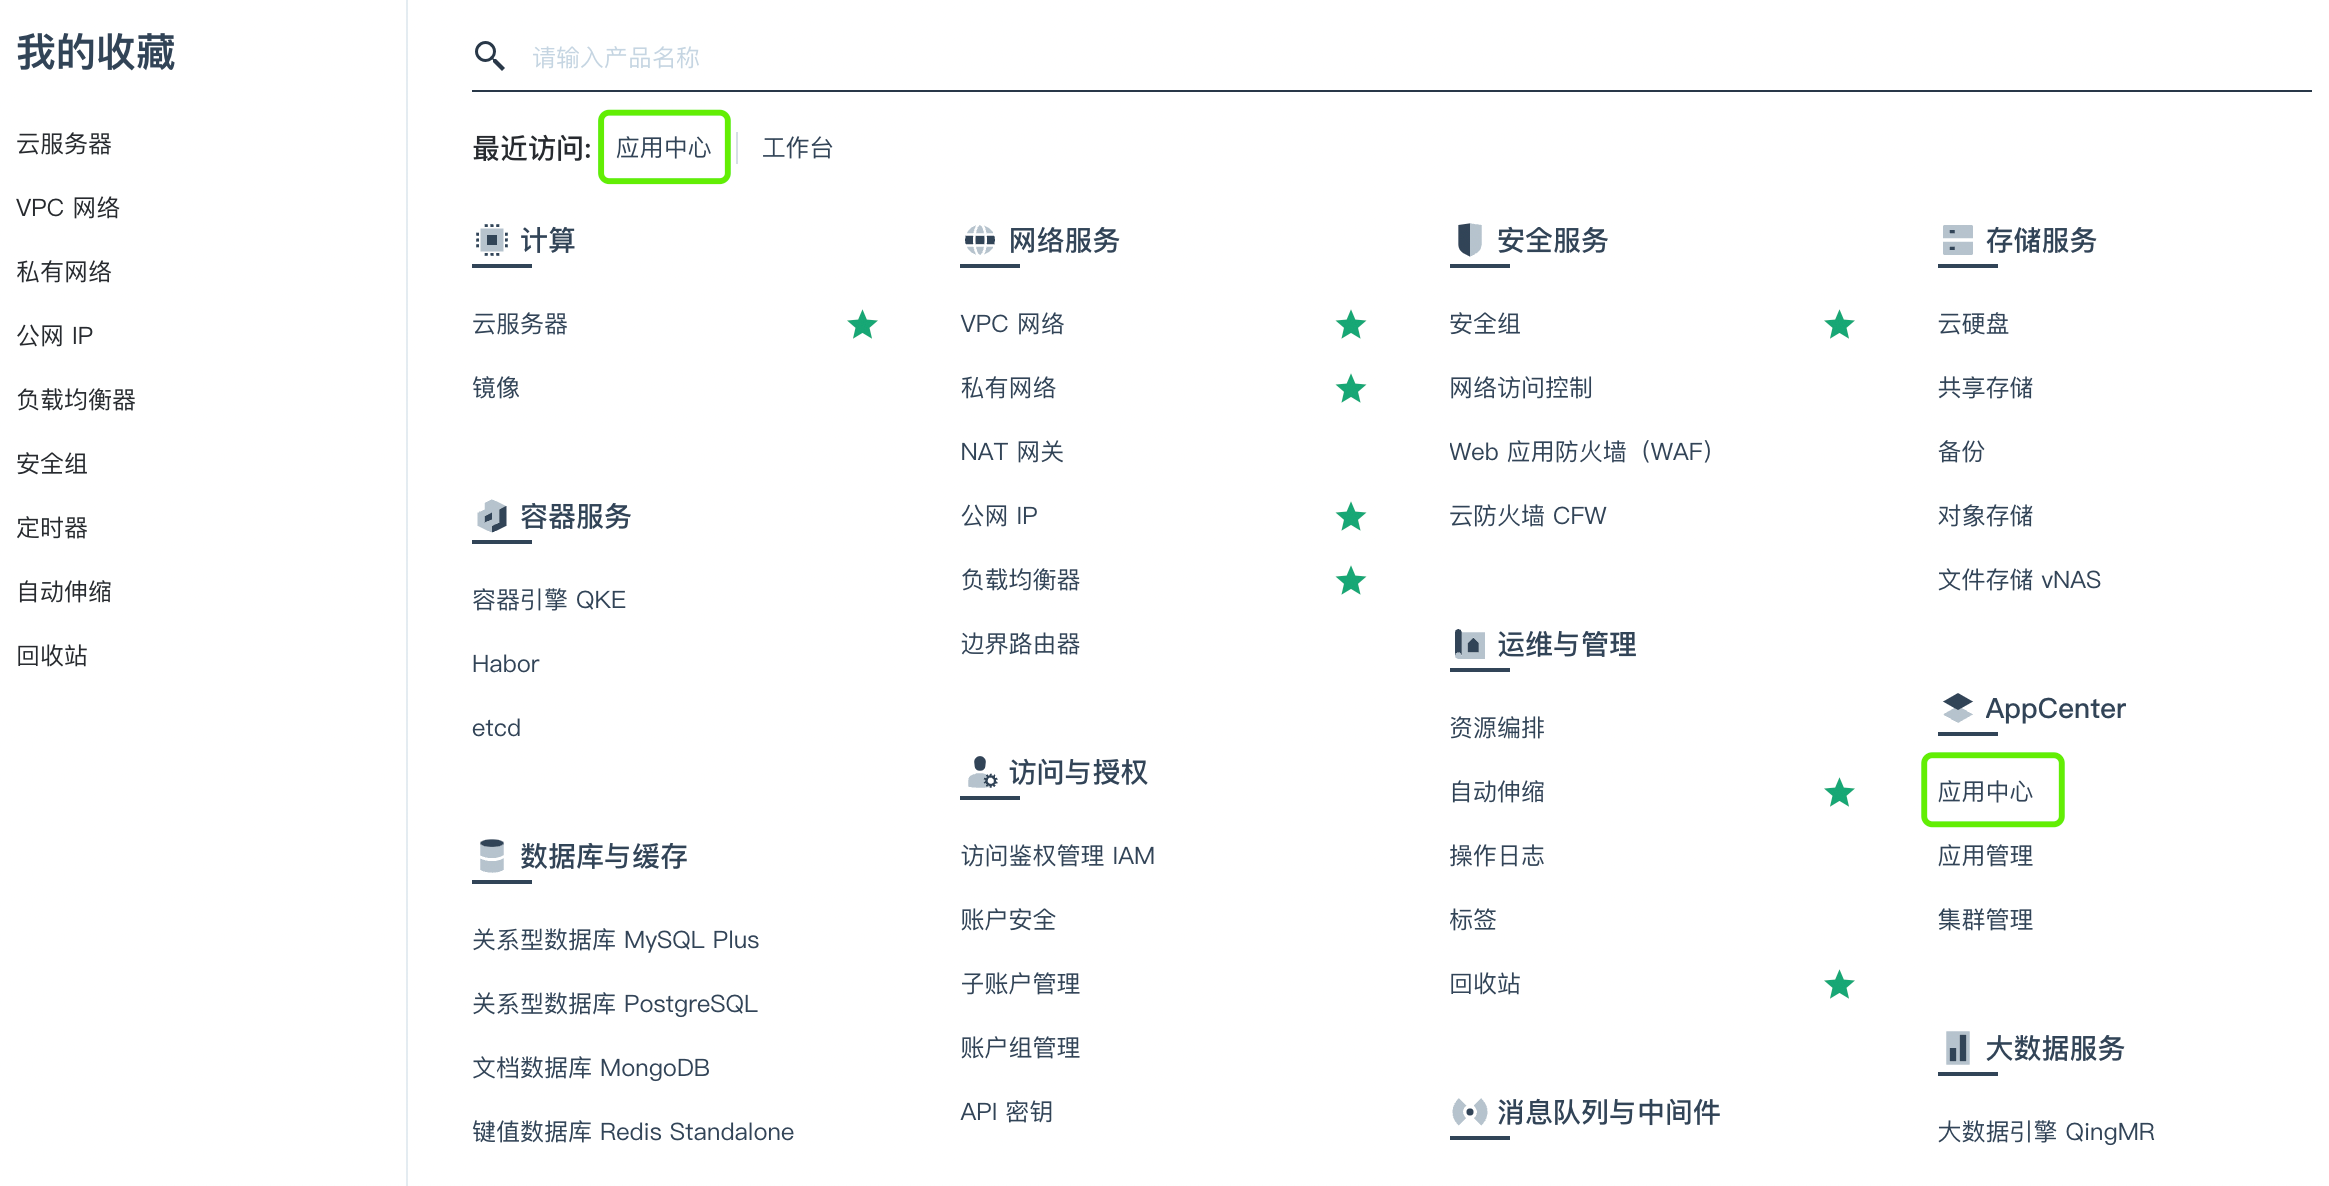 我的收藏
云服务器
VPC 网络
私有网络
公网 IP
负载均衡器
安全组
定时器
自动伸缩
回收站
请输入产品名称
最近访问: 应用中心 工作台
计算
云服务器
镜像
容器服务
容器引擎 QKE
Habor
etcd
数据库与缓存
关系型数据库 MySQL Plus
关系型数据库 PostgreSQL
文档数据库 MongoDB
键值数据库 Redis Standalone
网络服务
VPC 网络
私有网络
NAT 网关
公网 IP
负载均衡器
边界路由器
访问与授权
访问鉴权管理 IAM
账户安全
子账户管理
账户组管理
API 密钥
安全服务
安全组
网络访问控制
Web 应用防火墙（WAF）
云防火墙 CFW
运维与管理
资源编排
自动伸缩
操作日志
标签
回收站
消息队列与中间件
存储服务
云硬盘
共享存储
备份
对象存储
文件存储 vNAS
AppCenter
应用中心
应用管理
集群管理
大数据服务
大数据引擎 QingMR